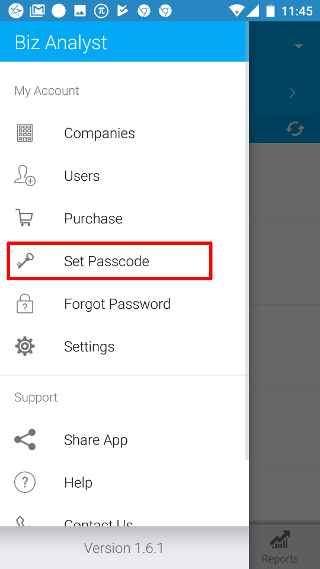 11:45
Biz Analyst
My Account
Companies
Users
Purchase
Set Passcode
Forgot Password
Settings
Support
Share App
Help
Contact Us
Version 1.6.1
Reports